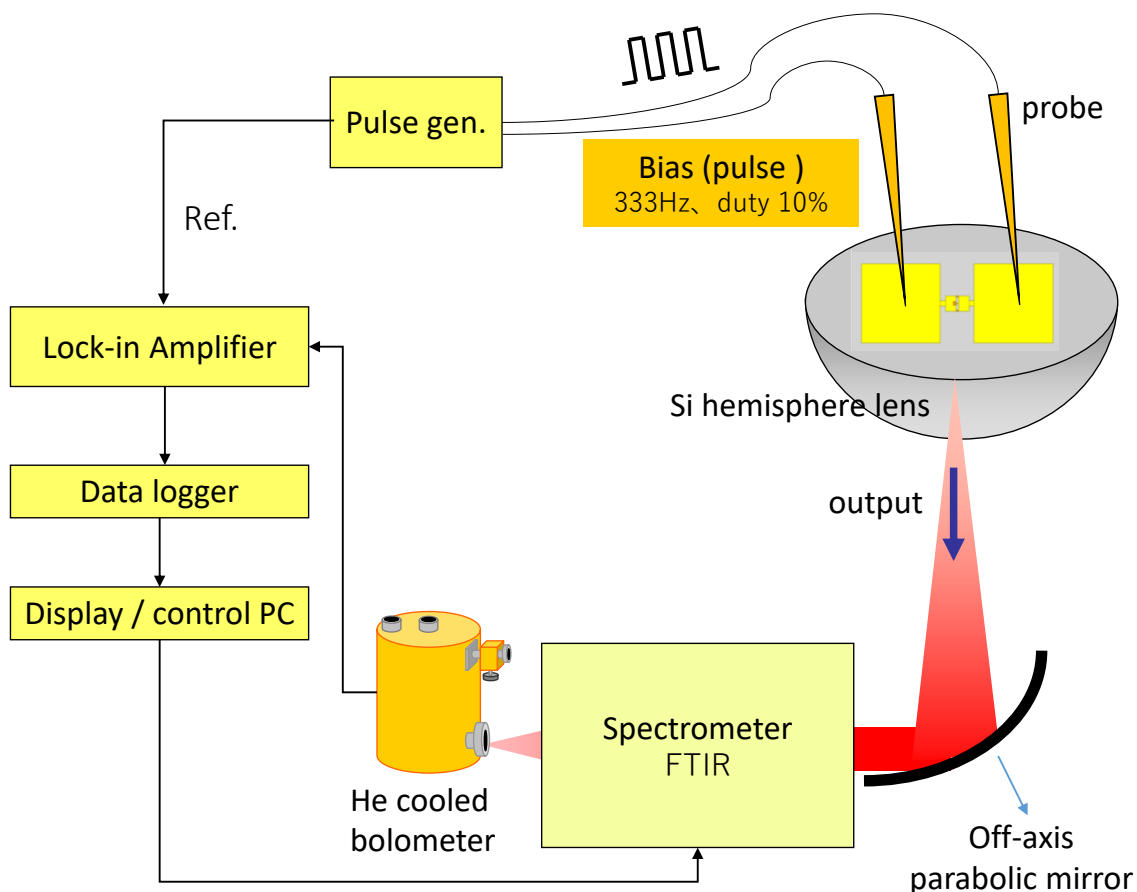 Pulse gen.
probe
Bias (pulse )
333Hz、duty 10%
Ref.
Lock-in Amplifier
Si hemisphere lens
Data logger
output
Display / control PC
Spectrometer
FTIR
He cooled
bolometer
Off-axis
parabolic mirror